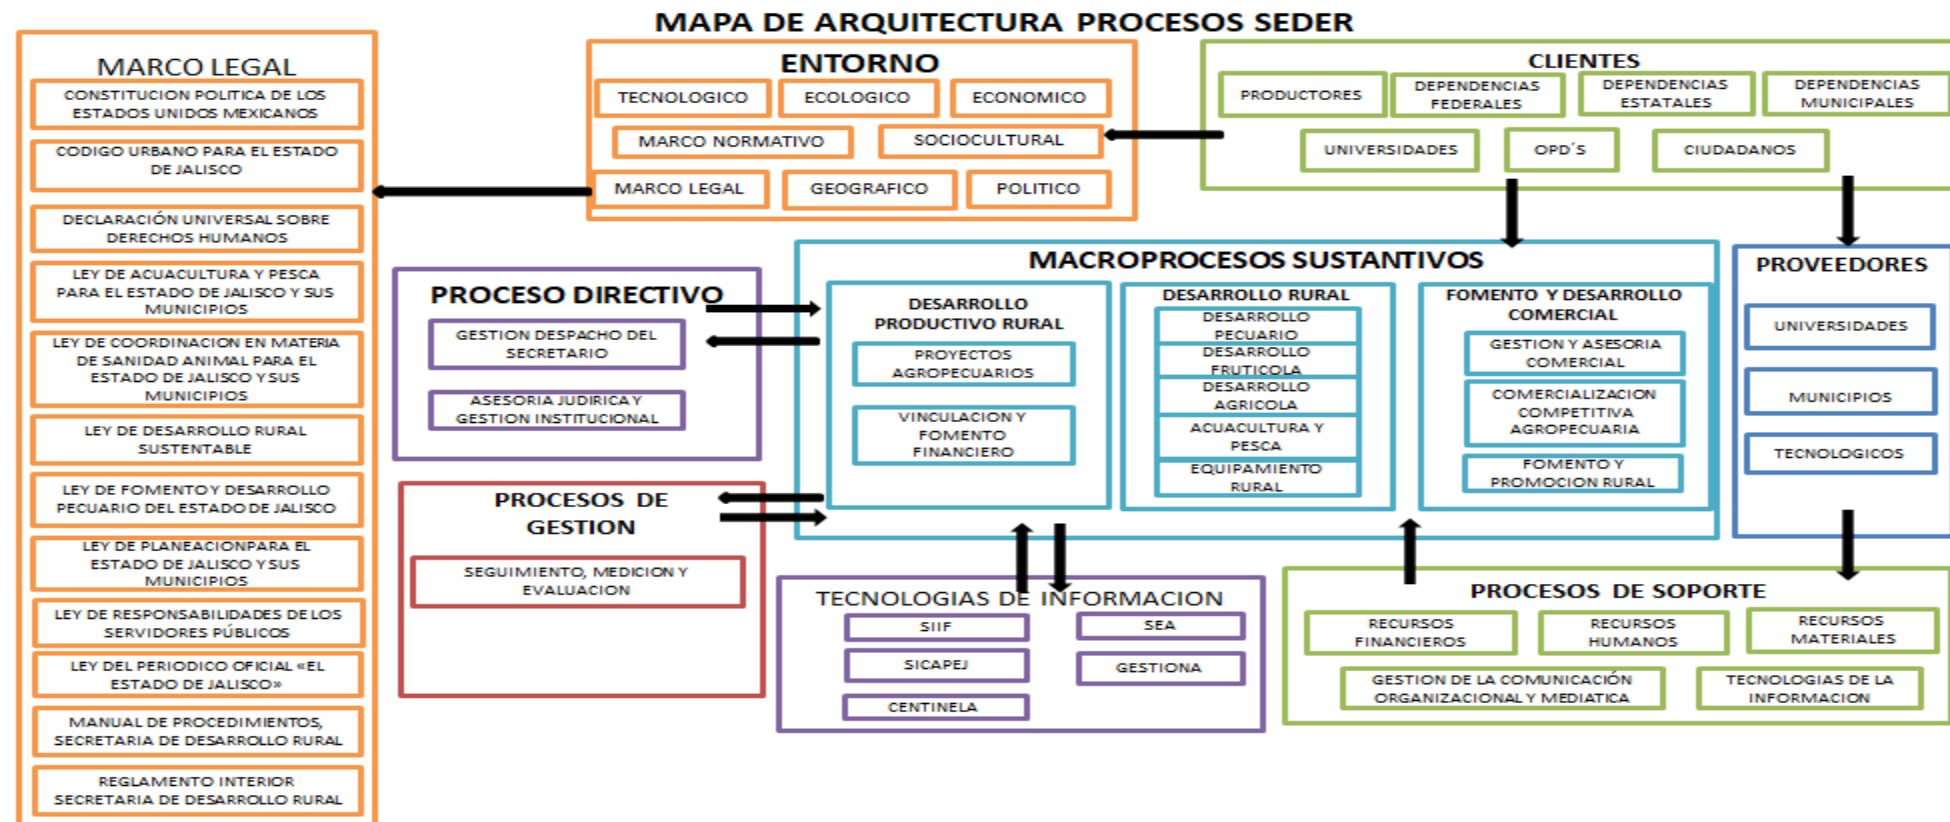 MAPA DE ARQUITECTURA PROCESOS SEDER
MARCO LEGAL
CONSTITUCION POLITICA DE LOS
ESTADOS UNIDOS MEXICANOS
CODIGO URBANO PARA EL ESTADO
DE JALISCO
DECLARACIÓN UNIVERSAL SOBRE
DERECHOS HUMANOS
LEY DE ACUACULTURA Y PESCA
PARA EL ESTADO DE JALISCO Y SUS
MUNICIPIOS
LEY DE COORDINACION EN MATERIA
DE SANIDAD ANIMAL PARA EL
ESTADO DE JALISCO Y SUS
MUNICIPIOS
LEY DE DESARROLLO RURAL
SUSTENTABLE
LEY DE FOMENTO Y DESARROLLO
PECUARIO DEL ESTADO DE JALISCO
LEY DE PLANEACIONPARA EL
ESTADO DE JALISCO Y SUS
MUNICIPIOS
LEY DE RESPONSABILIDADES DE LOS
SERVIDORES PÚBLICOS
LEY DEL PERIODICO OFICIAL «EL
ESTADO DE JALISCO»
MANUAL DE PROCEDIMIENTOS,
SECRETARIA DE DESARROLLO RURAL
REGLAMENTO INTERIOR
SECRETARIA DE DESARROLLO RURAL
ENTORNO
TECNOLOGICO
ECOLOGICO
ECONOMICO
MARCO NORMATIVO
SOCIOCULTURAL
MARCO LEGAL
GEOGRAFICO
POLITICO
CLIENTES
PRODUCTORES
DEPENDENCIAS
FEDERALES
DEPENDENCIAS
ESTATALES
DEPENDENCIAS
MUNICIPALES
UNIVERSIDADES
OPD´S
CIUDADANOS
PROCESO DIRECTIVO
GESTION DESPACHO DEL
SECRETARIO
ASESORIA JUDIRICA Y
GESTION INSTITUCIONAL
MACROPROCESOS SUSTANTIVOS
DESARROLLO
PRODUCTIVO RURAL
PROYECTOS
AGROPECUARIOS
VINCULACION Y
FOMENTO
FINANCIERO
DESARROLLO RURAL
DESARROLLO
PECUARIO
DESARROLLO
FRUTICOLA
DESARROLLO
AGRICOLA
ACUACULTURA Y
PESCA
EQUIPAMIENTO
RURAL
FOMENTO Y DESARROLLO
COMERCIAL
GESTION Y ASESORIA
COMERCIAL
COMERCIALIZACION
COMPETITIVA
AGROPECUARIA
FOMENTO Y
PROMOCION RURAL
PROVEEDORES
UNIVERSIDADES
MUNICIPIOS
TECNOLOGICOS
PROCESOS DE
GESTION
SEGUIMIENTO, MEDICION Y
EVALUACION
TECNOLOGIAS DE INFORMACION
SIIF
SEA
SICAPEJ
GESTIONA
CENTINELA
PROCESOS DE SOPORTE
RECURSOS
FINANCIEROS
RECURSOS
HUMANOS
RECURSOS
MATERIALES
GESTION DE LA COMUNICACIÓN
ORGANIZACIONAL Y MEDIATICA
TECNOLOGIAS DE LA
INFORMACION